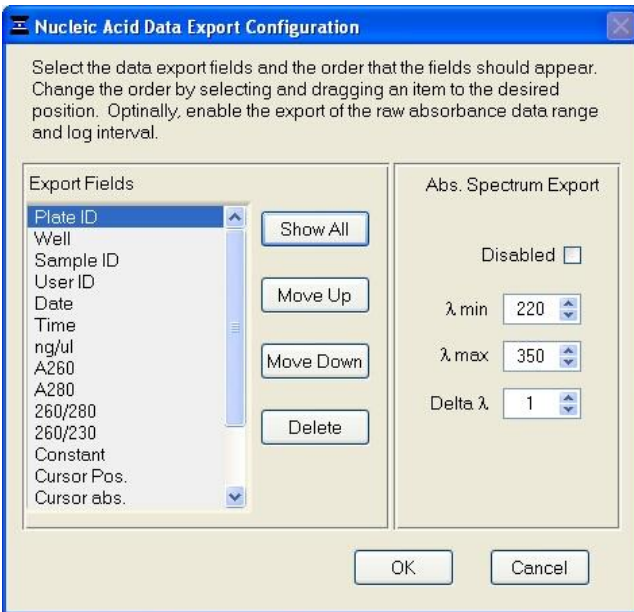 Nucleic Acid Data Export Configuration
Select the data export fields and the order that the fields should appear.
Change the order by selecting and dragging an item to the desired
position. Optinally, enable the export of the raw absorbance data range
and log interval.
Export Fields
Plate ID
Well
Sample ID
User ID
Date
Time
ng/ul
A260
A280
260/280
260/230
Constant
Cursor Pos.
Cursor abs.
Show All
Move Up
Move Down
Delete
Abs. Spectrum Export
Disabled
λ min 220
λ max 350
Delta λ 1
OK
Cancel